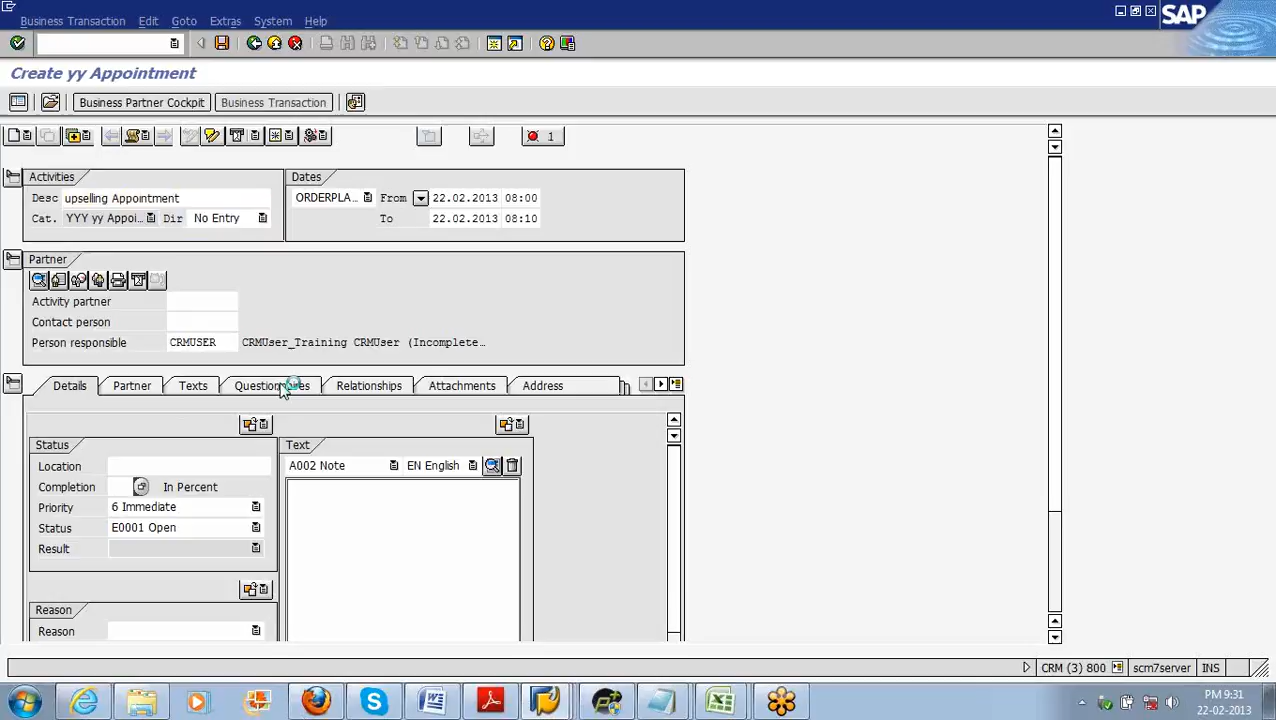 Business Transaction Edit Goto Extras System Help
SAP
Create yy Appointment
Business Partner Cockpit Business Transaction
1
Activities
Desc upselling Appointment
Cat. YYY yy Appoi... Dir No Entry
Dates
ORDERPLA... From 22.02.2013 08:00
To 22.02.2013 08:10
Partner
Activity partner
Contact person
Person responsible CRMUSER CRMUser_Training CRMUser (Incomplete...
Details Partner Texts Relationships Attachments Address
Status
Location
Completion In Percent
Priority 6 Immediate
Status E0001 Open
Result
Reason
Reason
Text
A002 Note EN English
CRM (3) 800 scm7server INS
PM 9:31
22-02-2013